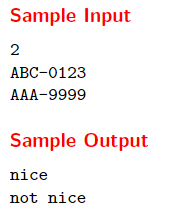 Sample Input
2
ABC-0123
AAA-9999
Sample Output
nice
not nice